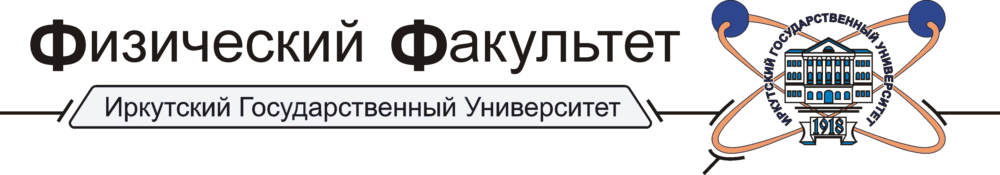 Физический Факультет
Иркутский Государственный Университет
ИРКУТСКИЙ ГОСУДАРСТВЕННЫЙ УНИВЕРСИТЕТ
1918